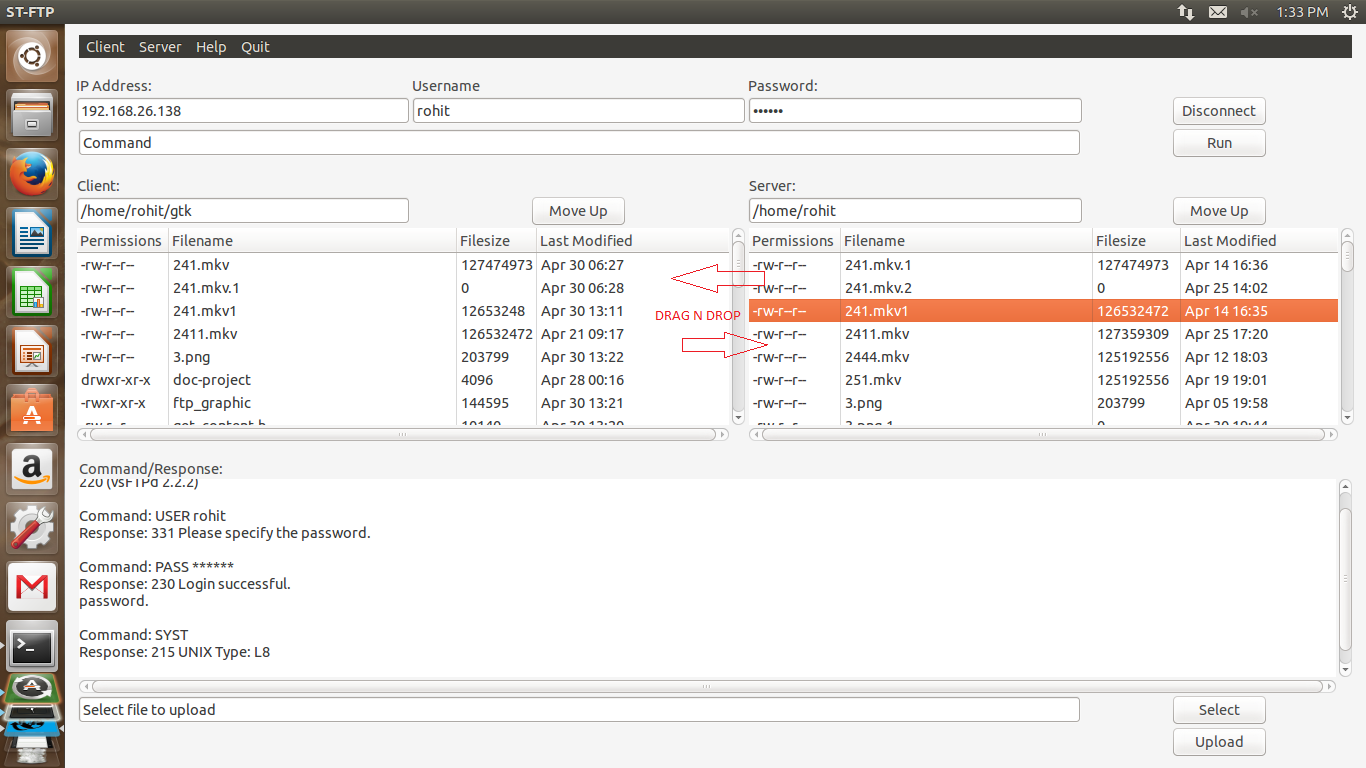 ST-FTP 1:33 PM
Client Server Help Quit
IP Address: Username Password:
192.168.26.138 rohit •••••• Disconnect
Command Run
Client: Server:
/home/rohit/gtk Move Up /home/rohit Move Up
Permissions Filename Filesize Last Modified Permissions Filename Filesize Last Modified
-rw-r--r-- 241.mkv 127474973 Apr 30 06:27 -rw-r--r-- 241.mkv.1 127474973 Apr 14 16:36
-rw-r--r-- 241.mkv.1 0 Apr 30 06:28 -rw-r--r-- 241.mkv.2 0 Apr 25 14:02
-rw-r--r-- 241.mkv1 12653248 Apr 30 13:11 DRAG N DROP -rw-r--r-- 241.mkv1 126532472 Apr 14 16:35
-rw-r--r-- 2411.mkv 126532472 Apr 21 09:17 -rw-r--r-- 2411.mkv 127359309 Apr 25 17:20
-rw-r--r-- 3.png 203799 Apr 30 13:22 -rw-r--r-- 2444.mkv 125192556 Apr 12 18:03
drwxr-xr-x doc-project 4096 Apr 28 00:16 -rw-r--r-- 251.mkv 125192556 Apr 19 19:01
-rwxr-xr-x ftp_graphic 144595 Apr 30 13:21 -rw-r--r-- 3.png 203799 Apr 05 19:58
Command/Response:
220 (vsFTPd 2.2.2)
Command: USER rohit
Response: 331 Please specify the password.
Command: PASS ******
Response: 230 Login successful.
password.
Command: SYST
Response: 215 UNIX Type: L8
Select file to upload Select
Upload